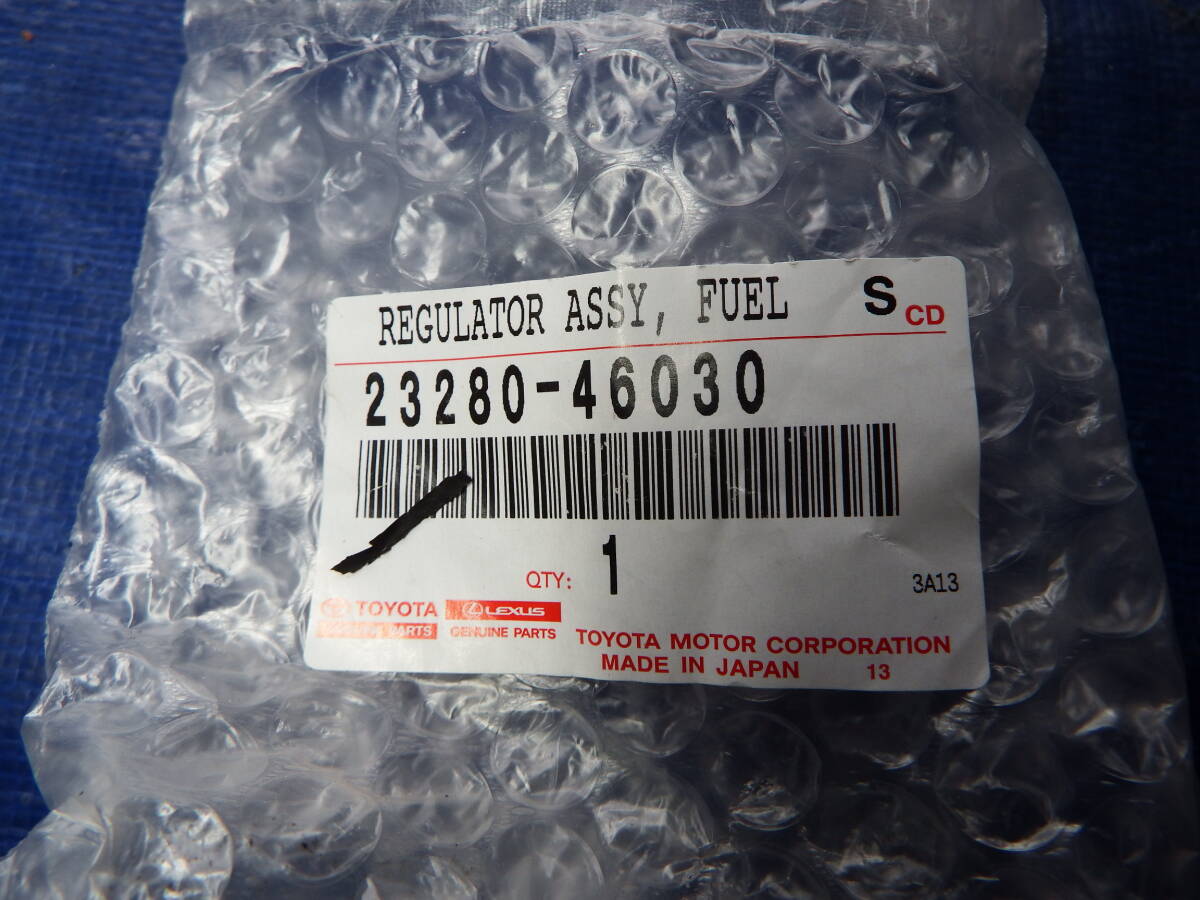 REGULATOR ASSY, FUEL S CD
23280-46030
QTY: 1
3A13
TOYOTA LEXUS
PARTS GENUINE PARTS
TOYOTA MOTOR CORPORATION
MADE IN JAPAN 13